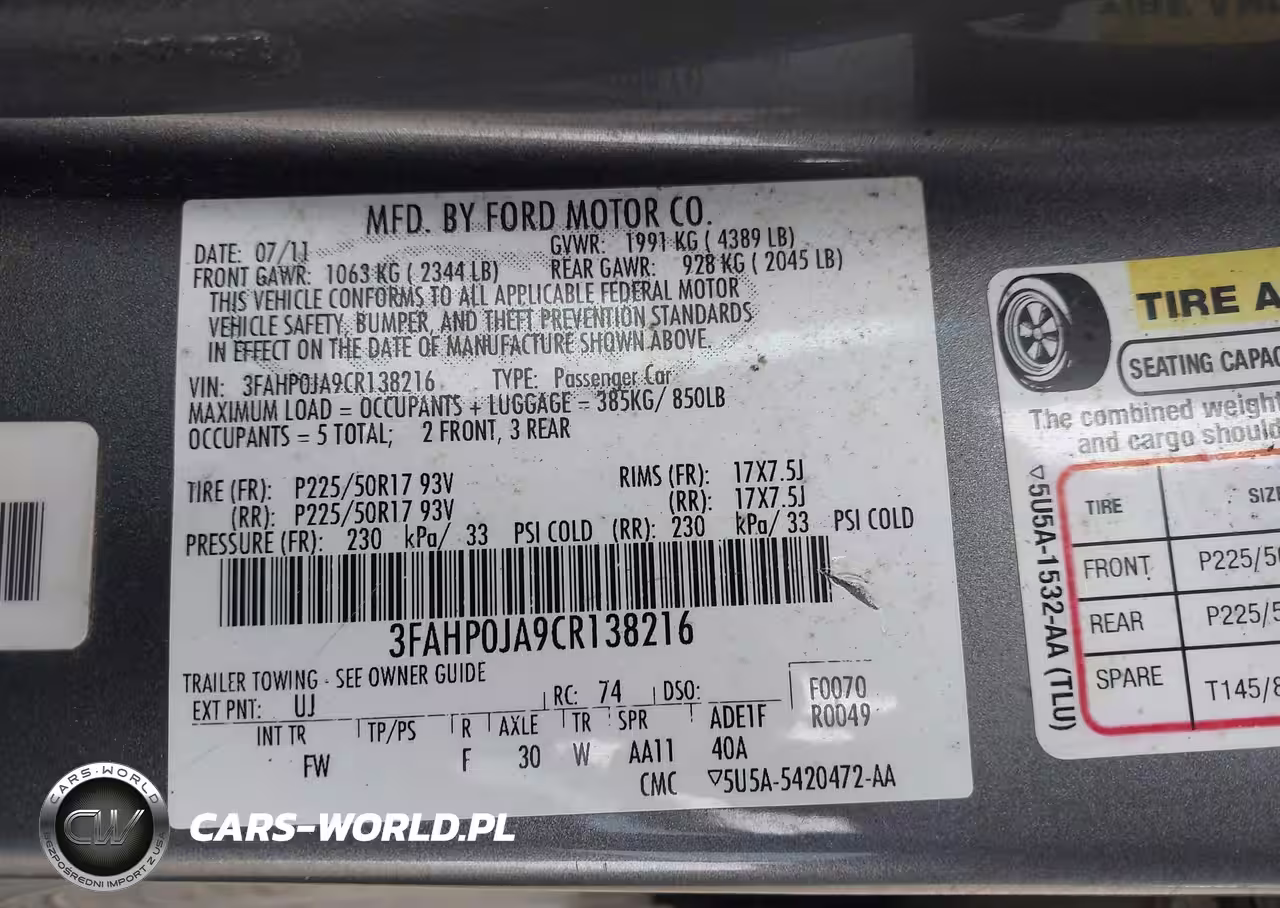 MFD. BY FORD MOTOR CO.
DATE: 07/11 GVWR: 1991 KG ( 4389 LB)
FRONT GAWR: 1063 KG ( 2344 LB) REAR GAWR: 928 KG ( 2045 LB)
THIS VEHICLE CONFORMS TO ALL APPLICABLE FEDERAL MOTOR
VEHICLE SAFETY, BUMPER, AND THEFT PREVENTION STANDARDS
IN EFFECT ON THE DATE OF MANUFACTURE SHOWN ABOVE.
VIN: 3FAHP0JA9CR138216 TYPE: Passenger Car
MAXIMUM LOAD = OCCUPANTS + LUGGAGE = 385KG/ 850LB
OCCUPANTS = 5 TOTAL; 2 FRONT, 3 REAR
TIRE (FR): P225/50R17 93V RIMS (FR): 17X7.5J
(RR): P225/50R17 93V (RR): 17X7.5J
PRESSURE (FR): 230 kPa/ 33 PSI COLD (RR): 230 kPa/ 33 PSI COLD
3FAHP0JA9CR138216
TRAILER TOWING - SEE OWNER GUIDE
EXT PNT: UJ RC: 74 DSO: F0070
INT TR TP/PS R AXLE TR SPR ADE1F R0049
FW F 30 W AA11 40A
CMC ▽5U5A-5420472-AA
TIRE A
SEATING CAPAC
The combined weight
and cargo should
▽5U5A-1532-AA (TLU)
TIRE SIZE
FRONT P225/50
REAR P225/5
SPARE T145/8
CARS-WORLD
CW
BEZPOŚREDNI IMPORT Z USA
CARS-WORLD.PL